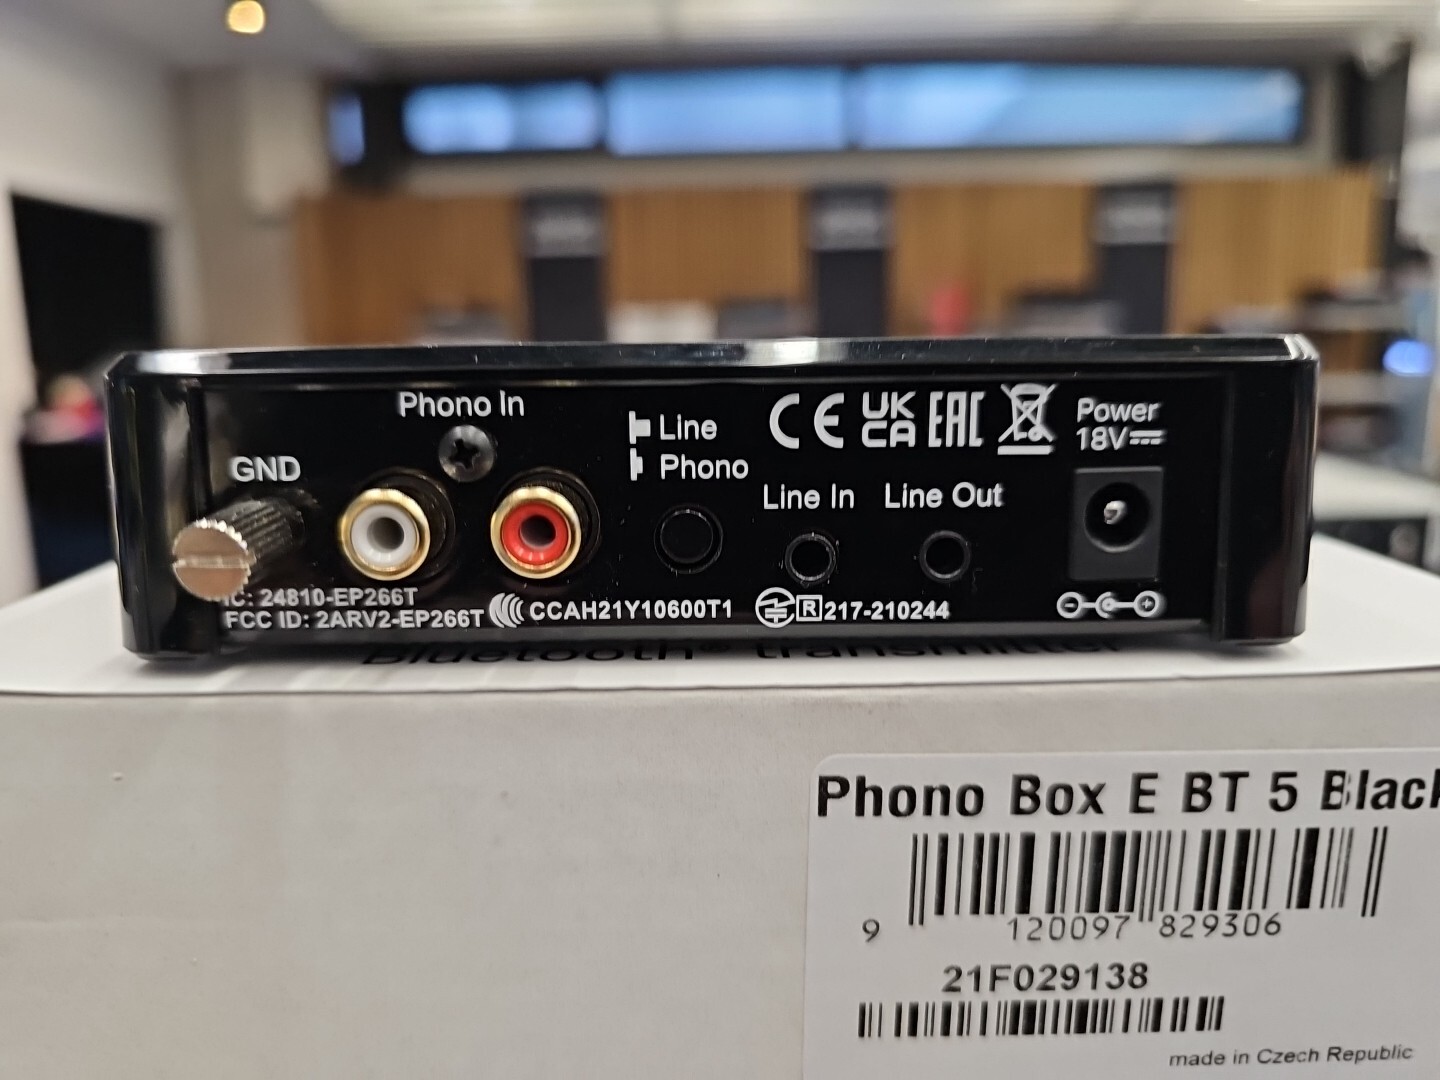 Phono In
GND
Line
Phono
CE UK CA EAC
Power
18V
Line In
Line Out
IC: 24810-EP266T
FCC ID: 2ARV2-EP266T
CCAH21Y10600T1
R 217-210244
Bluetooth® transmitter
Phono Box E BT 5 Black
9 120097 829306
21F029138
made in Czech Republic